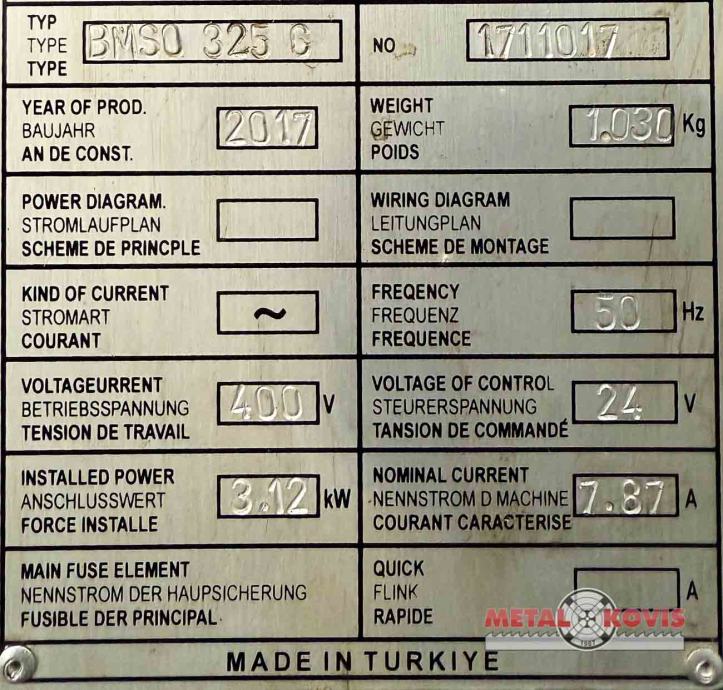 TYP
TYPE
TYPE
BMSO 325 G
NO
1711017
YEAR OF PROD.
BAUJAHR
AN DE CONST.
2017
WEIGHT
GEWICHT
POIDS
1.030 Kg
POWER DIAGRAM.
STROMLAUFPLAN
SCHEME DE PRINCPLE
WIRING DIAGRAM
LEITUNGPLAN
SCHEME DE MONTAGE
KIND OF CURRENT
STROMART
COURANT
~
FREQENCY
FREQUENZ
FREQUENCE
50 Hz
VOLTAGEURRENT
BETRIEBSSPANNUNG
TENSION DE TRAVAIL
400 V
VOLTAGE OF CONTROL
STEURERSPANNUNG
TANSION DE COMMANDÉ
24 V
INSTALLED POWER
ANSCHLUSSWERT
FORCE INSTALLE
3.12 kW
NOMINAL CURRENT
NENNSTROM D MACHINE
COURANT CARACTERISE
7.87 A
MAIN FUSE ELEMENT
NENNSTROM DER HAUPSICHERUNG
FUSIBLE DER PRINCIPAL
QUICK
FLINK
RAPIDE
A
METAL KOVIS
1987
MADE IN TURKIYE